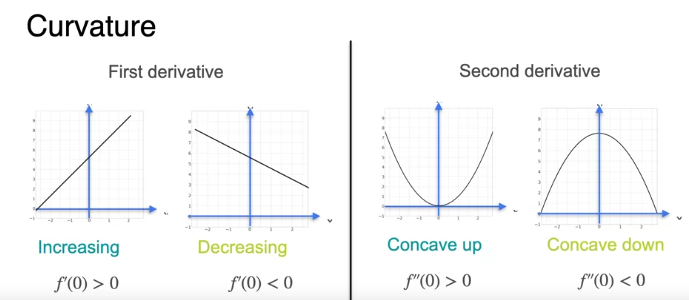 Curvature
First derivative
Second derivative
Increasing
Decreasing
Concave up
Concave down
f′(0) > 0
f′(0) < 0
f″(0) > 0
f″(0) < 0